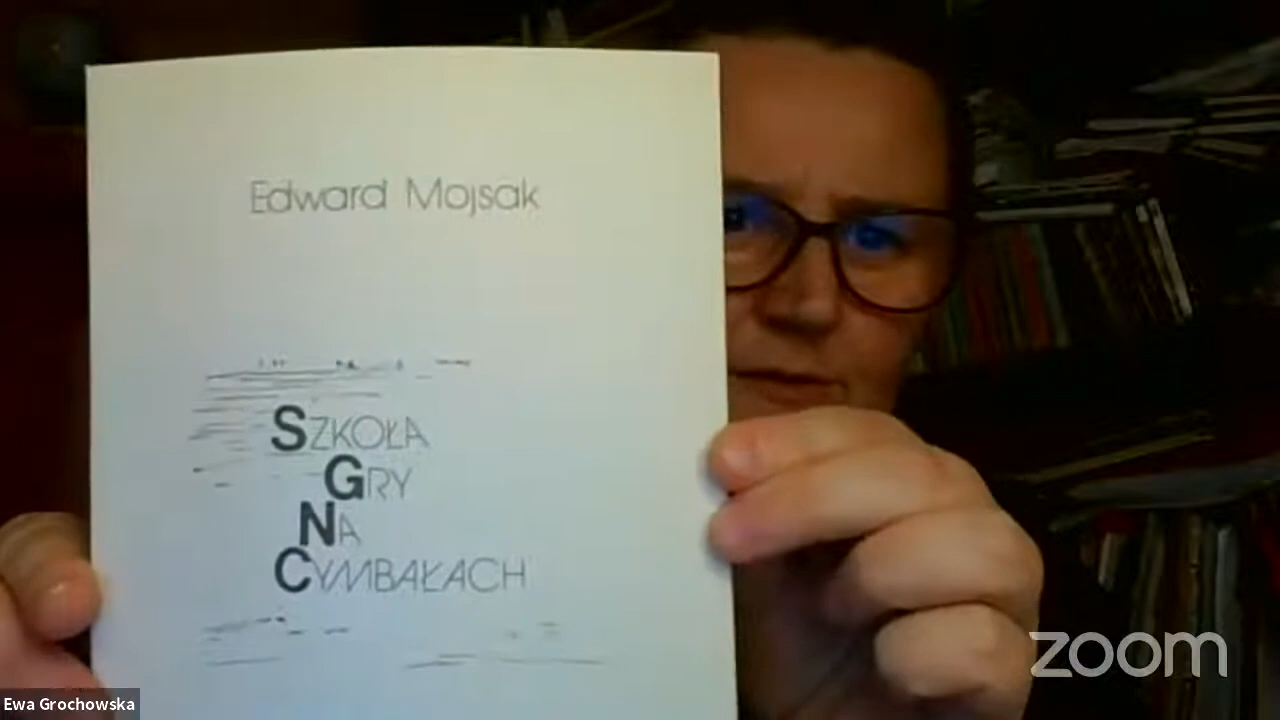 Edward Mojsak
SZKOŁA
GRY
NA
CYMBAŁACH
zoom
Ewa Grochowska